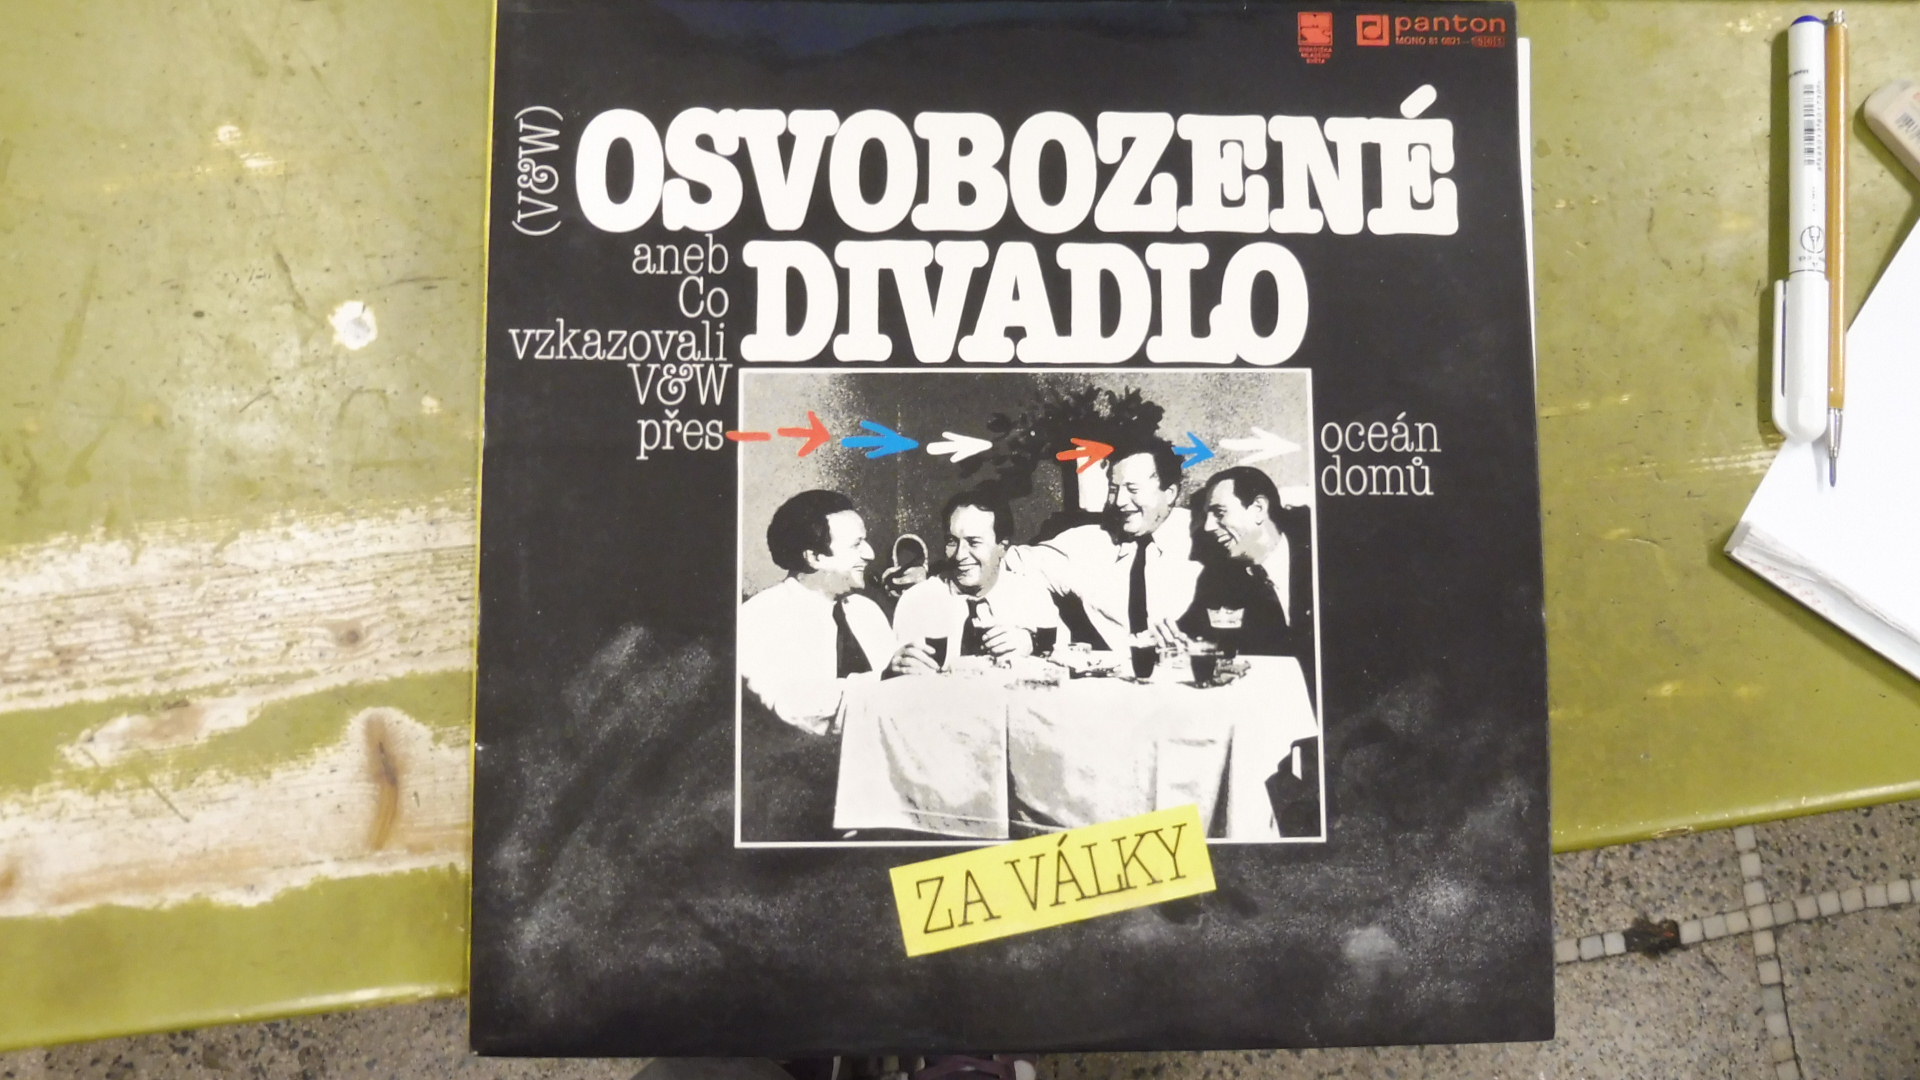 panton
(V&W)
OSVOBOZENÉ
DIVADLO
aneb
Co
vzkazovali
V&W
přes
oceán
domů
ZA VÁLKY